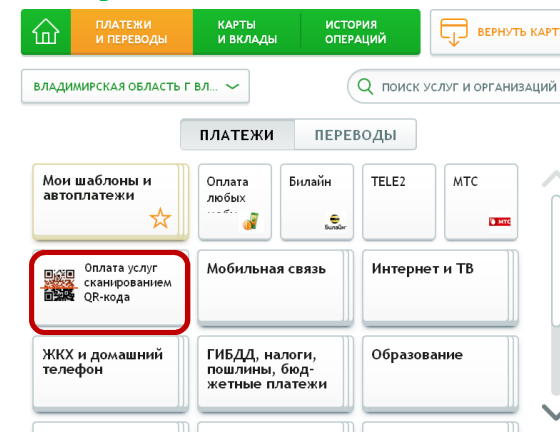 ПЛАТЕЖИ
И ПЕРЕВОДЫ
КАРТЫ
И ВКЛАДЫ
ИСТОРИЯ
ОПЕРАЦИЙ
ВЕРНУТЬ КАРТ
ВЛАДИМИРСКАЯ ОБЛАСТЬ Г ВЛ...
ПОИСК УСЛУГ И ОРГАНИЗАЦИЙ
ПЛАТЕЖИ
ПЕРЕВОДЫ
Мои шаблоны и
автоплатежи
Оплата
любых
Билайн
Билайн
TELE2
МТС
МТС
Оплата услуг
сканированием
QR-кода
Мобильная связь
Интернет и ТВ
ЖКХ и домашний
телефон
ГИБДД, налоги,
пошлины, бюд-
жетные платежи
Образование